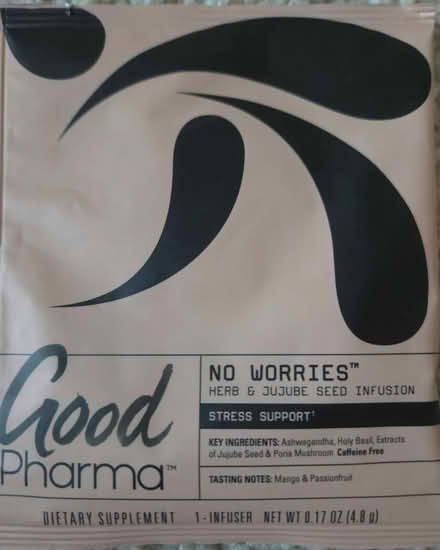 Good
Pharma™
NO WORRIES™
HERB & JUJUBE SEED INFUSION
STRESS SUPPORT†
KEY INGREDIENTS: Ashwagandha, Holy Basil, Extracts
of Jujube Seed & Poria Mushroom Caffeine Free
TASTING NOTES: Mango & Passionfruit
DIETARY SUPPLEMENT 1-INFUSER NET WT 0.17 OZ (4.8 g)